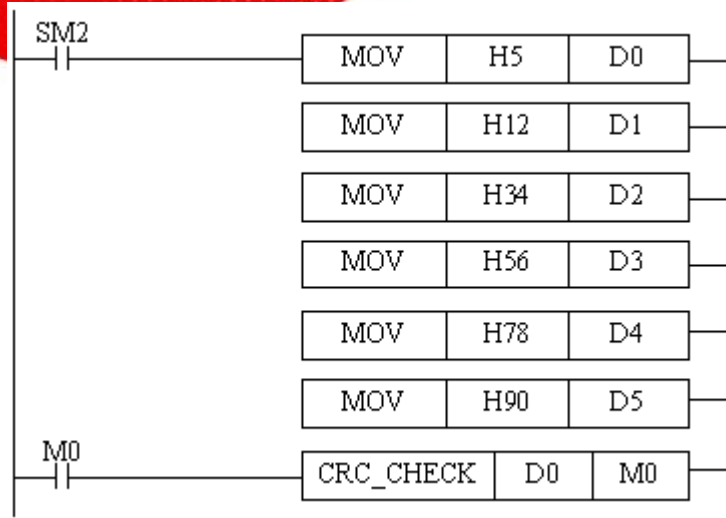 SM2
MOV H5 D0
MOV H12 D1
MOV H34 D2
MOV H56 D3
MOV H78 D4
MOV H90 D5
M0
CRC_CHECK D0 M0